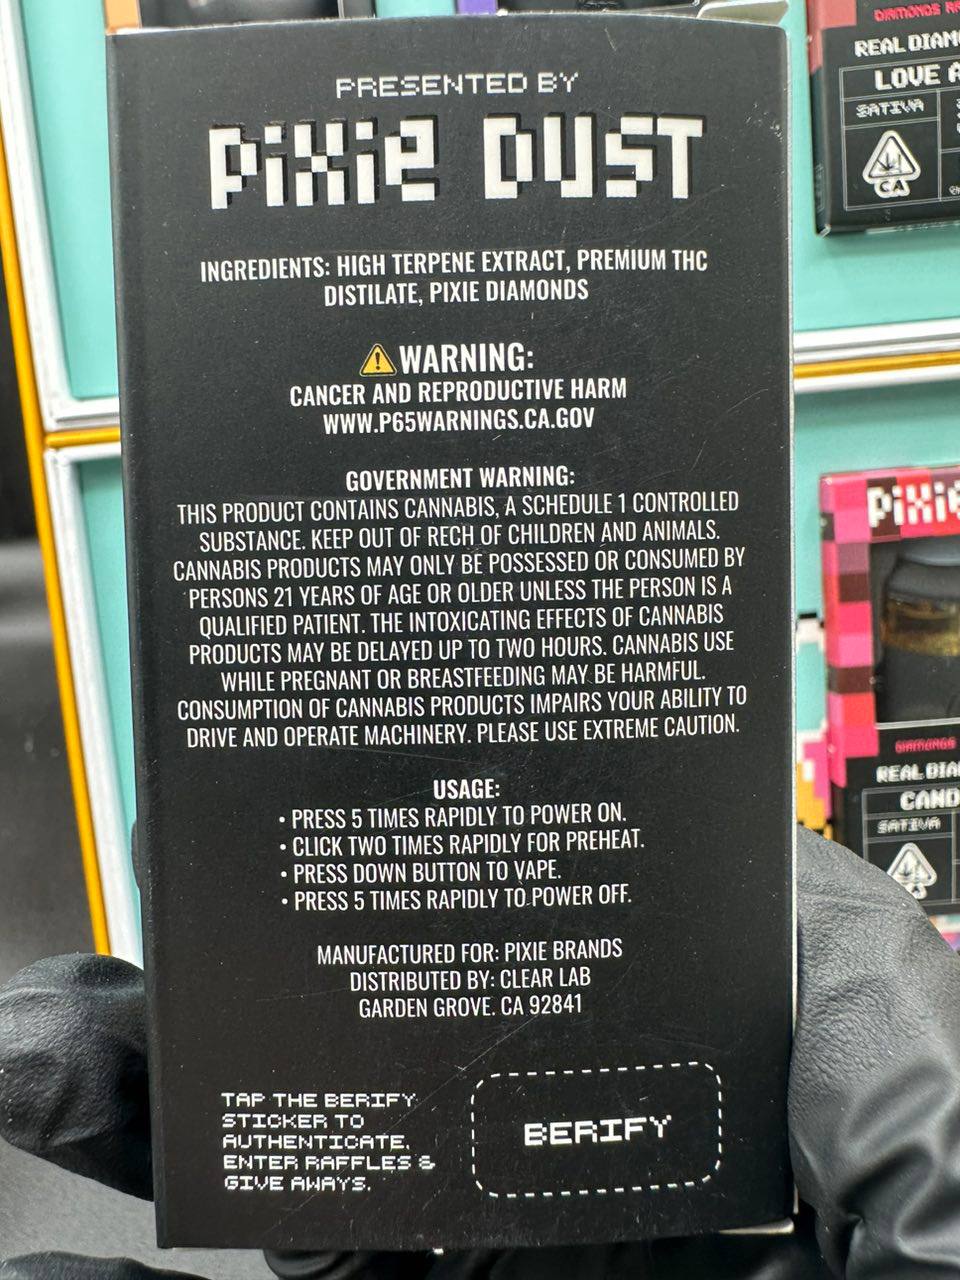 PRESENTED BY
PiXiE DUST
INGREDIENTS: HIGH TERPENE EXTRACT, PREMIUM THC
DISTILATE, PIXIE DIAMONDS
WARNING:
CANCER AND REPRODUCTIVE HARM
WWW.P65WARNINGS.CA.GOV
GOVERNMENT WARNING:
THIS PRODUCT CONTAINS CANNABIS, A SCHEDULE 1 CONTROLLED
SUBSTANCE. KEEP OUT OF RECH OF CHILDREN AND ANIMALS.
CANNABIS PRODUCTS MAY ONLY BE POSSESSED OR CONSUMED BY
PERSONS 21 YEARS OF AGE OR OLDER UNLESS THE PERSON IS A
QUALIFIED PATIENT. THE INTOXICATING EFFECTS OF CANNABIS
PRODUCTS MAY BE DELAYED UP TO TWO HOURS. CANNABIS USE
WHILE PREGNANT OR BREASTFEEDING MAY BE HARMFUL.
CONSUMPTION OF CANNABIS PRODUCTS IMPAIRS YOUR ABILITY TO
DRIVE AND OPERATE MACHINERY. PLEASE USE EXTREME CAUTION.
USAGE:
• PRESS 5 TIMES RAPIDLY TO POWER ON.
• CLICK TWO TIMES RAPIDLY FOR PREHEAT.
• PRESS DOWN BUTTON TO VAPE.
• PRESS 5 TIMES RAPIDLY TO POWER OFF.
MANUFACTURED FOR: PIXIE BRANDS
DISTRIBUTED BY: CLEAR LAB
GARDEN GROVE. CA 92841
TAP THE BERIFY
STICKER TO
AUTHENTICATE.
ENTER RAFFLES &
GIVE AWAYS.
BERIFY
DIAMONDS
REAL
LOVE
SATIVA
CA
PiXiE
DIAMONDS
REAL
SATIVA